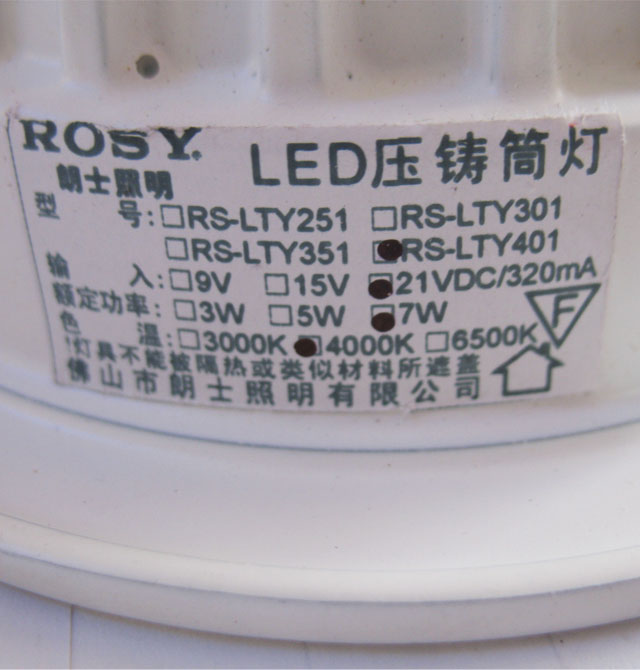 ROSY®
朗士照明
LED压铸筒灯
型 号:□RS-LTY251 □RS-LTY301
□RS-LTY351 ■RS-LTY401
输 入:□9V □15V ■21VDC/320mA
额定功率:□3W □5W ■7W
色 温:□3000K ■4000K □6500K
F
!灯具不能被隔热或类似材料所遮盖
佛山市朗士照明有限公司